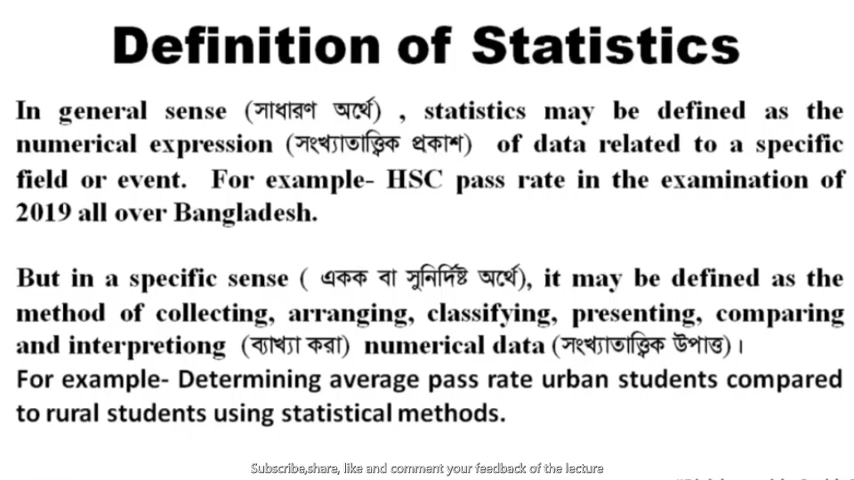 Definition of Statistics
In general sense (সাধারণ অর্থে) , statistics may be defined as the
numerical expression (সংখ্যাতাত্ত্বিক প্রকাশ) of data related to a specific
field or event. For example- HSC pass rate in the examination of
2019 all over Bangladesh.
But in a specific sense ( একক বা সুনির্দিষ্ট অর্থে), it may be defined as the
method of collecting, arranging, classifying, presenting, comparing
and interpretiong (ব্যাখ্যা করা) numerical data (সংখ্যাতাত্ত্বিক উপাত্ত)।
For example- Determining average pass rate urban students compared
to rural students using statistical methods.
Subscribe,share, like and comment your feedback of the lecture